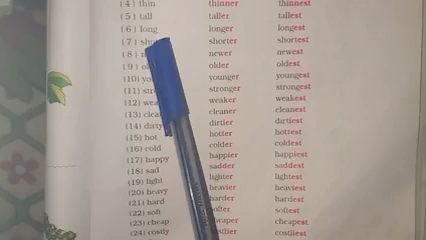 (4) thin thinner thinnest
(5) tall taller tallest
(6) long longer longest
(7) shorter shortest
(8) newer newest
(9) older oldest
(10) younger youngest
(11) stronger strongest
(12) weaker weakest
(13) cleaner cleanest
(14) dirty dirtier dirtiest
(15) hot hotter hottest
(16) cold colder coldest
(17) happy happier happiest
(18) sad sadder saddest
(19) light lighter lightest
(20) heavy heavier heaviest
(21) hard harder hardest
(22) soft softer softest
(23) cheap cheapest
(24) costly costliest